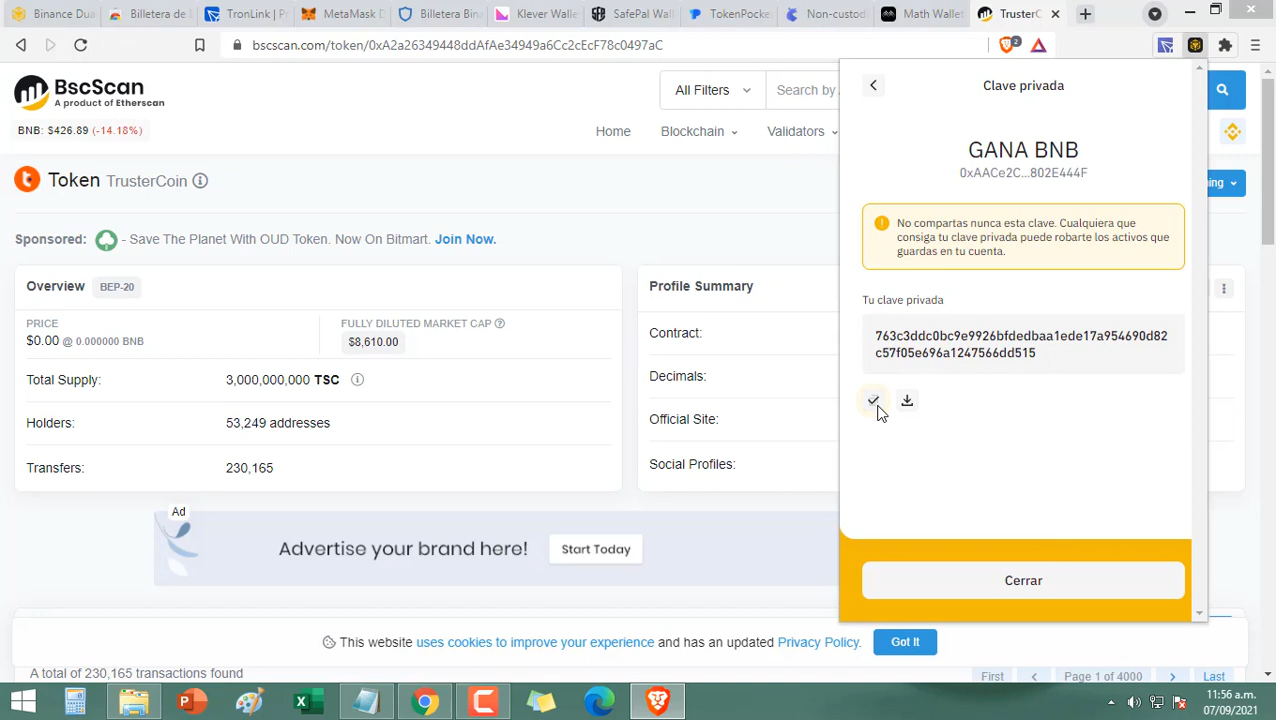 Binance Dua
Billetera de
TronLink | P
MetaMask D
Billetera Bin
Klever Walle
SafePal Wall
TokenPocke
Non-custod
Math Wallet
TrusterC
bscscan.com/token/0xA2a26349448ddAfAe34949a6Cc2cEcF78c0497aC
2
BscScan
A product of Etherscan
All Filters
Search by
BNB: $426.89 (-14.18%)
Home
Blockchain
Validators
Token TrusterCoin
ing
Sponsored: - Save The Planet With OUD Token. Now On Bitmart. Join Now.
Overview BEP-20
PRICE
$0.00 @ 0.000000 BNB
FULLY DILUTED MARKET CAP
$8,610.00
Total Supply: 3,000,000,000 TSC
Holders: 53,249 addresses
Transfers: 230,165
Profile Summary
Contract:
Decimals:
Official Site:
Social Profiles:
Ad
Advertise your brand here!
Start Today
Clave privada
GANA BNB
0xAACe2C...802E444F
No compartas nunca esta clave. Cualquiera que
consiga tu clave privada puede robarte los activos que
guardas en tu cuenta.
Tu clave privada
763c3ddc0bc9e9926bfdedbaa1ede17a954690d82
c57f05e696a1247566dd515
Cerrar
This website uses cookies to improve your experience and has an updated Privacy Policy.
Got It
A total of 230,165 transactions found
First
Page 1 of 4000
Last
11:56 a.m.
07/09/2021